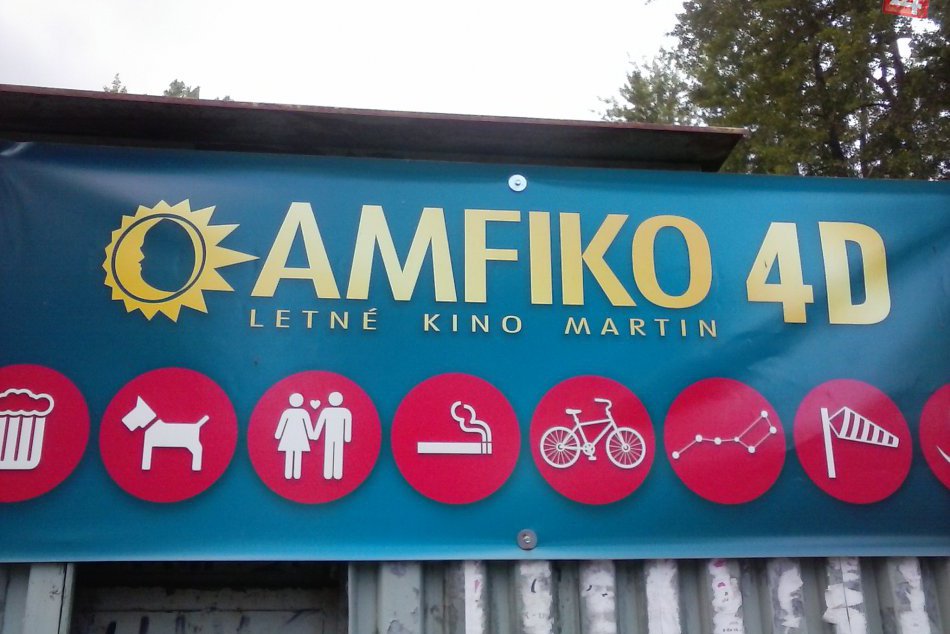 AMFIKO 4D
LETNÉ KINO MARTIN